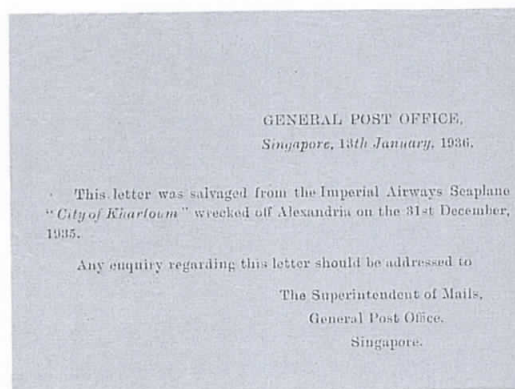 GENERAL POST OFFICE,
Singapore, 13th January, 1936.
This letter was salvaged from the Imperial Airways Seaplane
"City of Khartoum" wrecked off Alexandria on the 31st December,
1935.
Any enquiry regarding this letter should be addressed to
The Superintendent of Mails,
General Post Office,
Singapore.